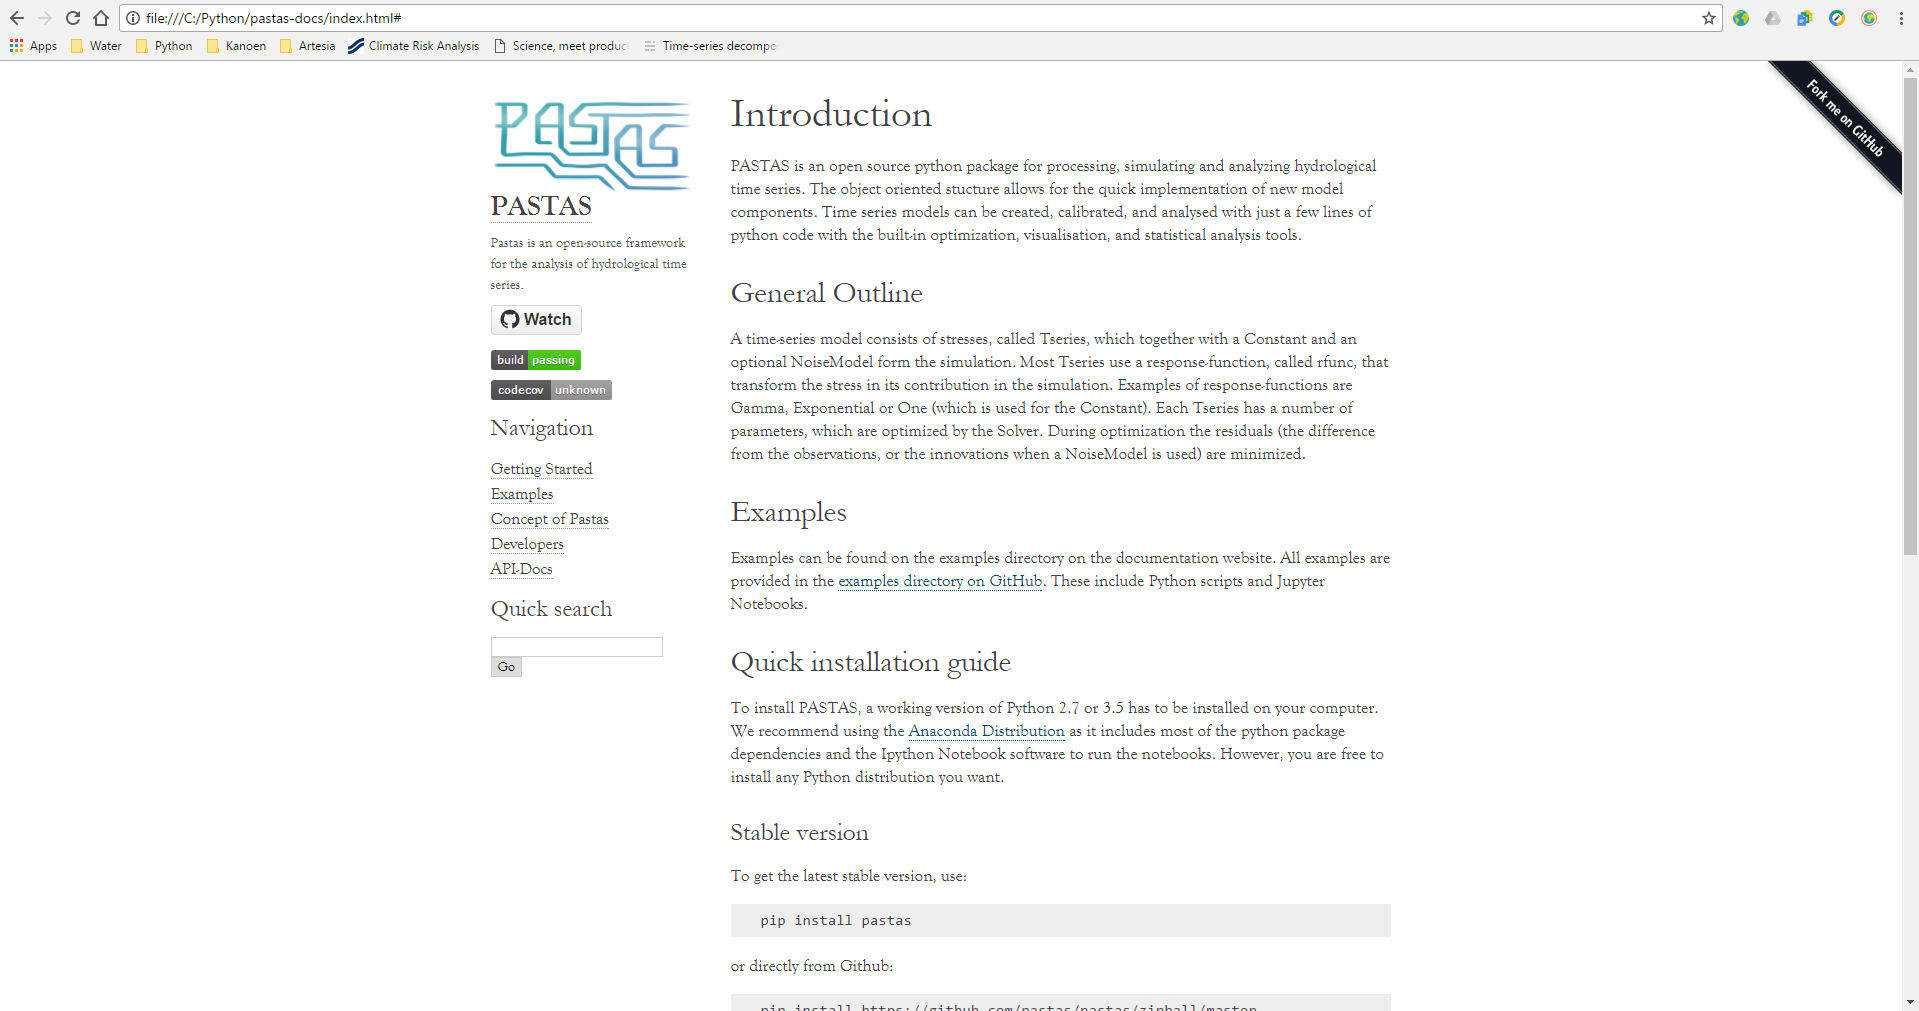 file:///C:/Python/pastas-docs/index.html#
Apps Water Python Kanoen Artesia Climate Risk Analysis Science, meet produc Time-series decompo
Fork me on GitHub
PASTAS
PASTAS
Pastas is an open-source framework
for the analysis of hydrological time
series.
Watch
build passing
codecov unknown
Navigation
Getting Started
Examples
Concept of Pastas
Developers
API-Docs
Quick search
Go
Introduction
PASTAS is an open source python package for processing, simulating and analyzing hydrological
time series. The object oriented stucture allows for the quick implementation of new model
components. Time series models can be created, calibrated, and analysed with just a few lines of
python code with the built-in optimization, visualisation, and statistical analysis tools.
General Outline
A time-series model consists of stresses, called Tseries, which together with a Constant and an
optional NoiseModel form the simulation. Most Tseries use a response-function, called rfunc, that
transform the stress in its contribution in the simulation. Examples of response-functions are
Gamma, Exponential or One (which is used for the Constant). Each Tseries has a number of
parameters, which are optimized by the Solver. During optimization the residuals (the difference
from the observations, or the innovations when a NoiseModel is used) are minimized.
Examples
Examples can be found on the examples directory on the documentation website. All examples are
provided in the examples directory on GitHub. These include Python scripts and Jupyter
Notebooks.
Quick installation guide
To install PASTAS, a working version of Python 2.7 or 3.5 has to be installed on your computer.
We recommend using the Anaconda Distribution as it includes most of the python package
dependencies and the Ipython Notebook software to run the notebooks. However, you are free to
install any Python distribution you want.
Stable version
To get the latest stable version, use:
pip install pastas
or directly from Github:
pip install https://github.com/pastas/pastas/zipball/master